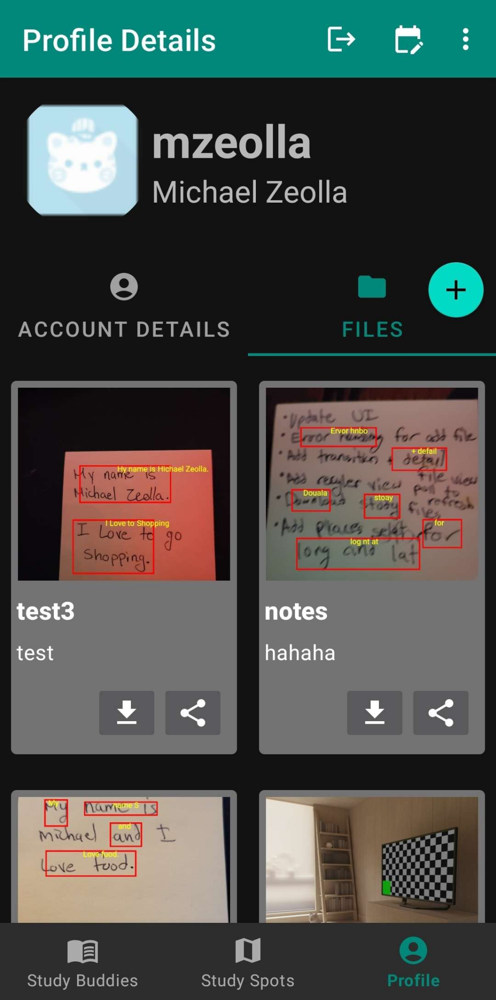 Profile Details
mzeolla
Michael Zeolla
ACCOUNT DETAILS
FILES
My name is
Hy name is Hichael Zeolla.
Michael Zeolla.
I Love to Shopping
I Love to go
Shopping.
test3
test
•Update UI
Ervor hnbo
•Error handling for add file
+ defail
•Add transition + detail
file view
•Add recycler view pull to
refresh
Douala
stoay
•Download study files
for
•Add places select for
log nt at
long and lat
notes
hahaha
My
name S
My name is
and
michael and I
Love fuod.
Love food.
Study Buddies
Study Spots
Profile